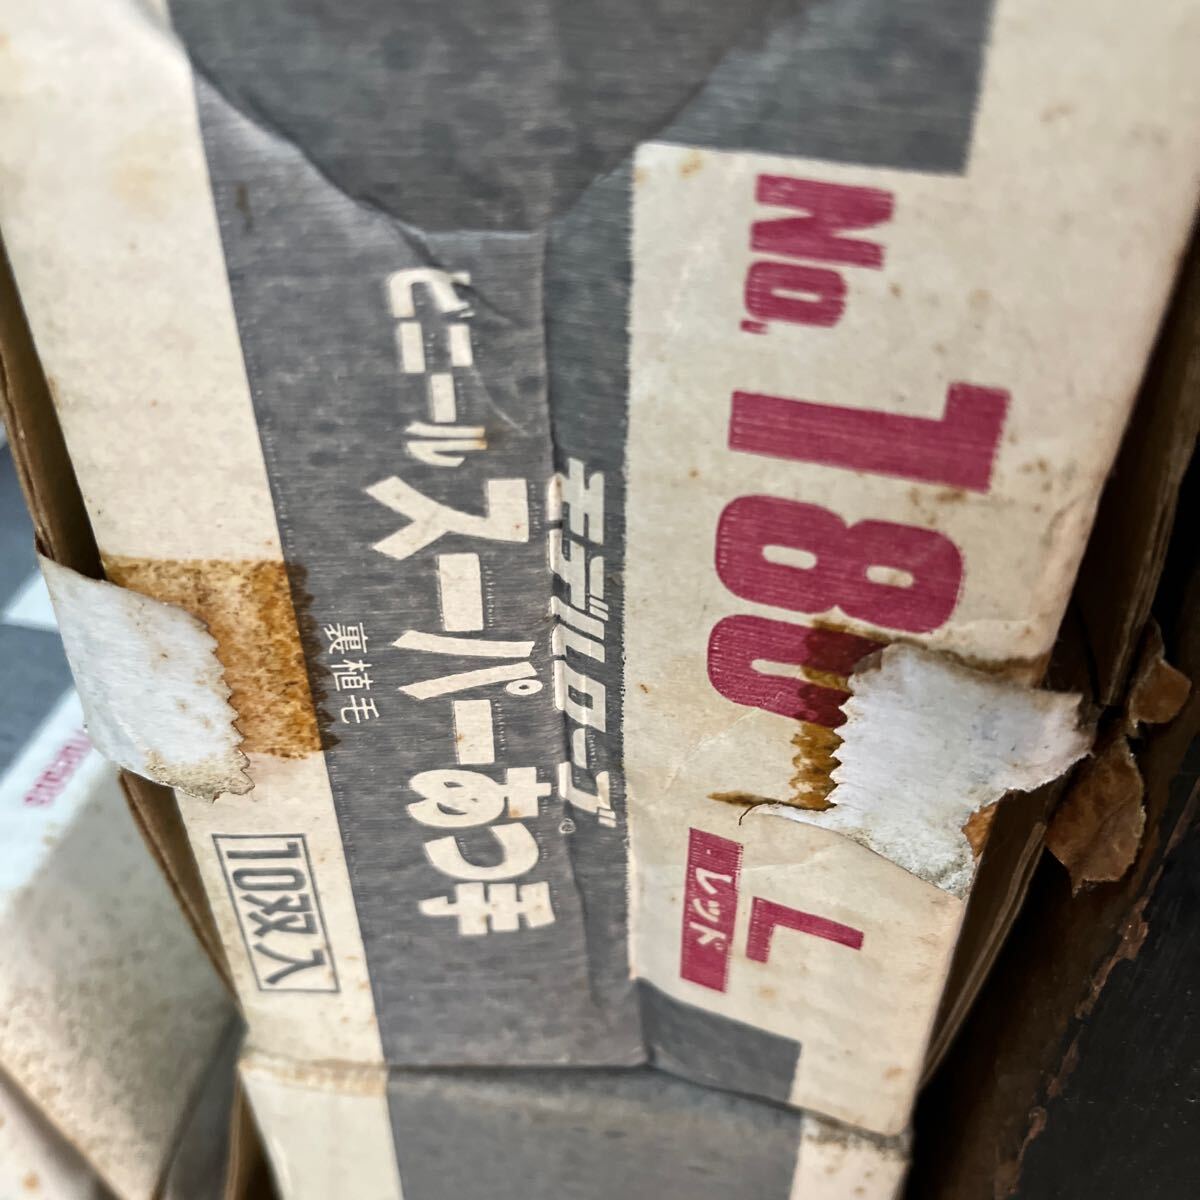 No. 180 L
レッド
モデルローブ®
ビニールスーパーあつ手
裏植毛
10双入